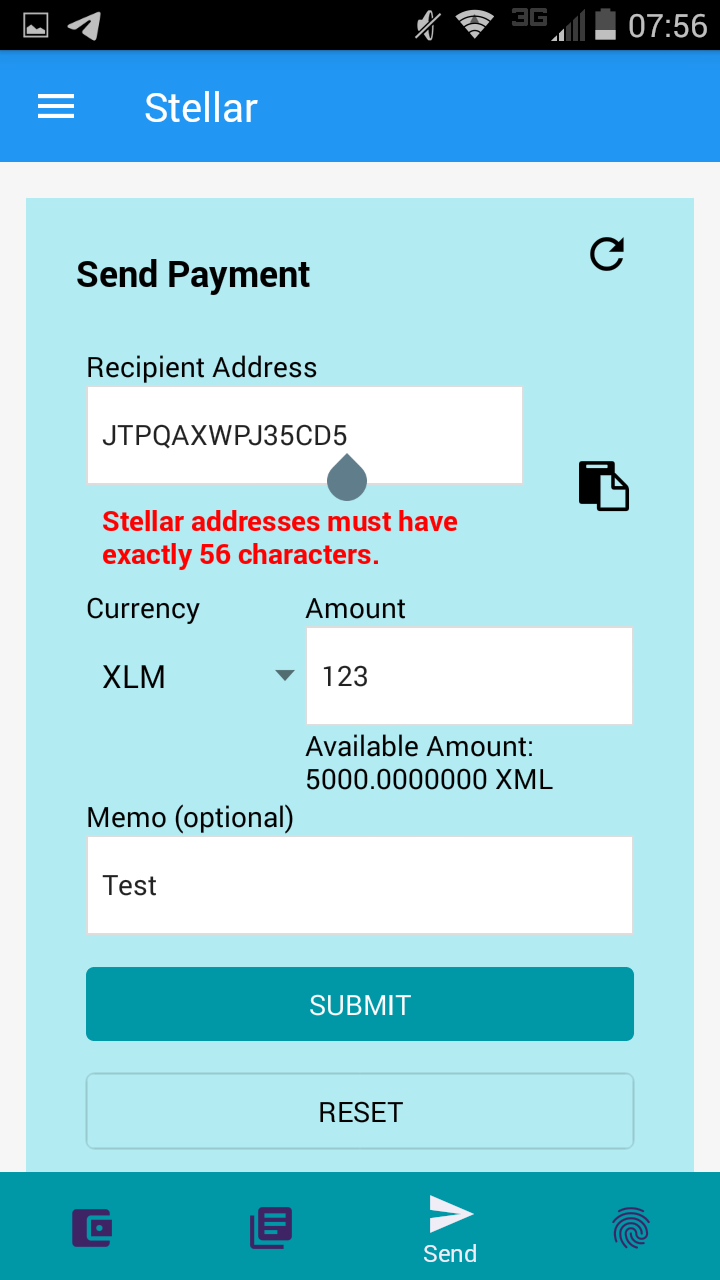 3G 07:56
Stellar
Send Payment
Recipient Address
JTPQAXWPJ35CD5
Stellar addresses must have
exactly 56 characters.
Currency Amount
XLM 123
Available Amount:
5000.0000000 XML
Memo (optional)
Test
SUBMIT
RESET
Send